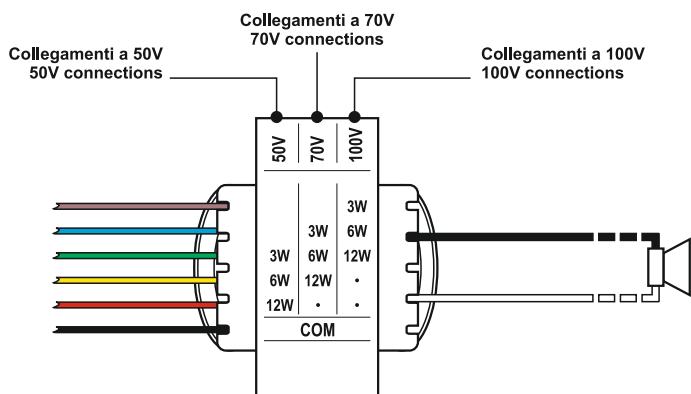 Collegamenti a 70V
70V connections
Collegamenti a 50V
50V connections
Collegamenti a 100V
100V connections
50V 70V 100V
3W
3W 6W
3W 6W 12W
6W 12W •
12W • •
COM